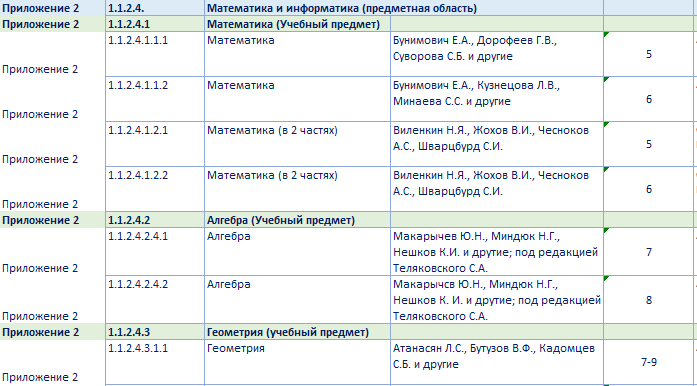 Приложение 2 1.1.2.4. Математика и информатика (предметная область)
Приложение 2 1.1.2.4.1 Математика (Учебный предмет)
1.1.2.4.1.1.1 Математика Бунимович Е.А., Дорофеев Г.В.,
Суворова С.Б. и другие 5
Приложение 2
1.1.2.4.1.1.2 Математика Бунимович Е.А., Кузнецова Л.В.,
Минаева С.С. и другие 6
Приложение 2
1.1.2.4.1.2.1 Математика (в 2 частях) Виленкин Н.Я., Жохов В.И., Чесноков
А.С., Шварцбурд С.И. 5
Приложение 2
1.1.2.4.1.2.2 Математика (в 2 частях) Виленкин Н.Я., Жохов В.И., Чесноков
А.С., Шварцбурд С.И. 6
Приложение 2
Приложение 2 1.1.2.4.2 Алгебра (Учебный предмет)
1.1.2.4.2.4.1 Алгебра Макарычев Ю.Н., Миндюк Н.Г.,
Нешков К.И. и другие; под редакцией 7
Приложение 2 Теляковского С.А.
1.1.2.4.2.4.2 Алгебра Макарычсв Ю.Н., Миндюк Н.Г.,
Нешков К. И. и друтие; под редакцией 8
Приложение 2 Теляковского С.А.
Приложение 2 1.1.2.4.3 Геометрия (учебный предмет)
1.1.2.4.3.1.1 Геометрия Атанасян Л.С., Бутузов В.Ф., Кадомцев
С.Б. и другие 7-9
Приложение 2